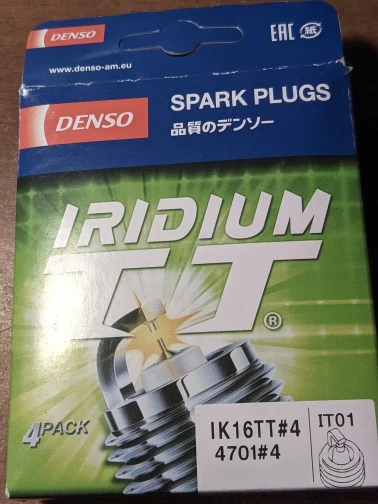 DENSO
EAC 紙
www.denso-am.eu
DENSO
SPARK PLUGS
品質のデンソー
IRIDIUM
TT®
4PACK
IK16TT#4
4701#4
IT01